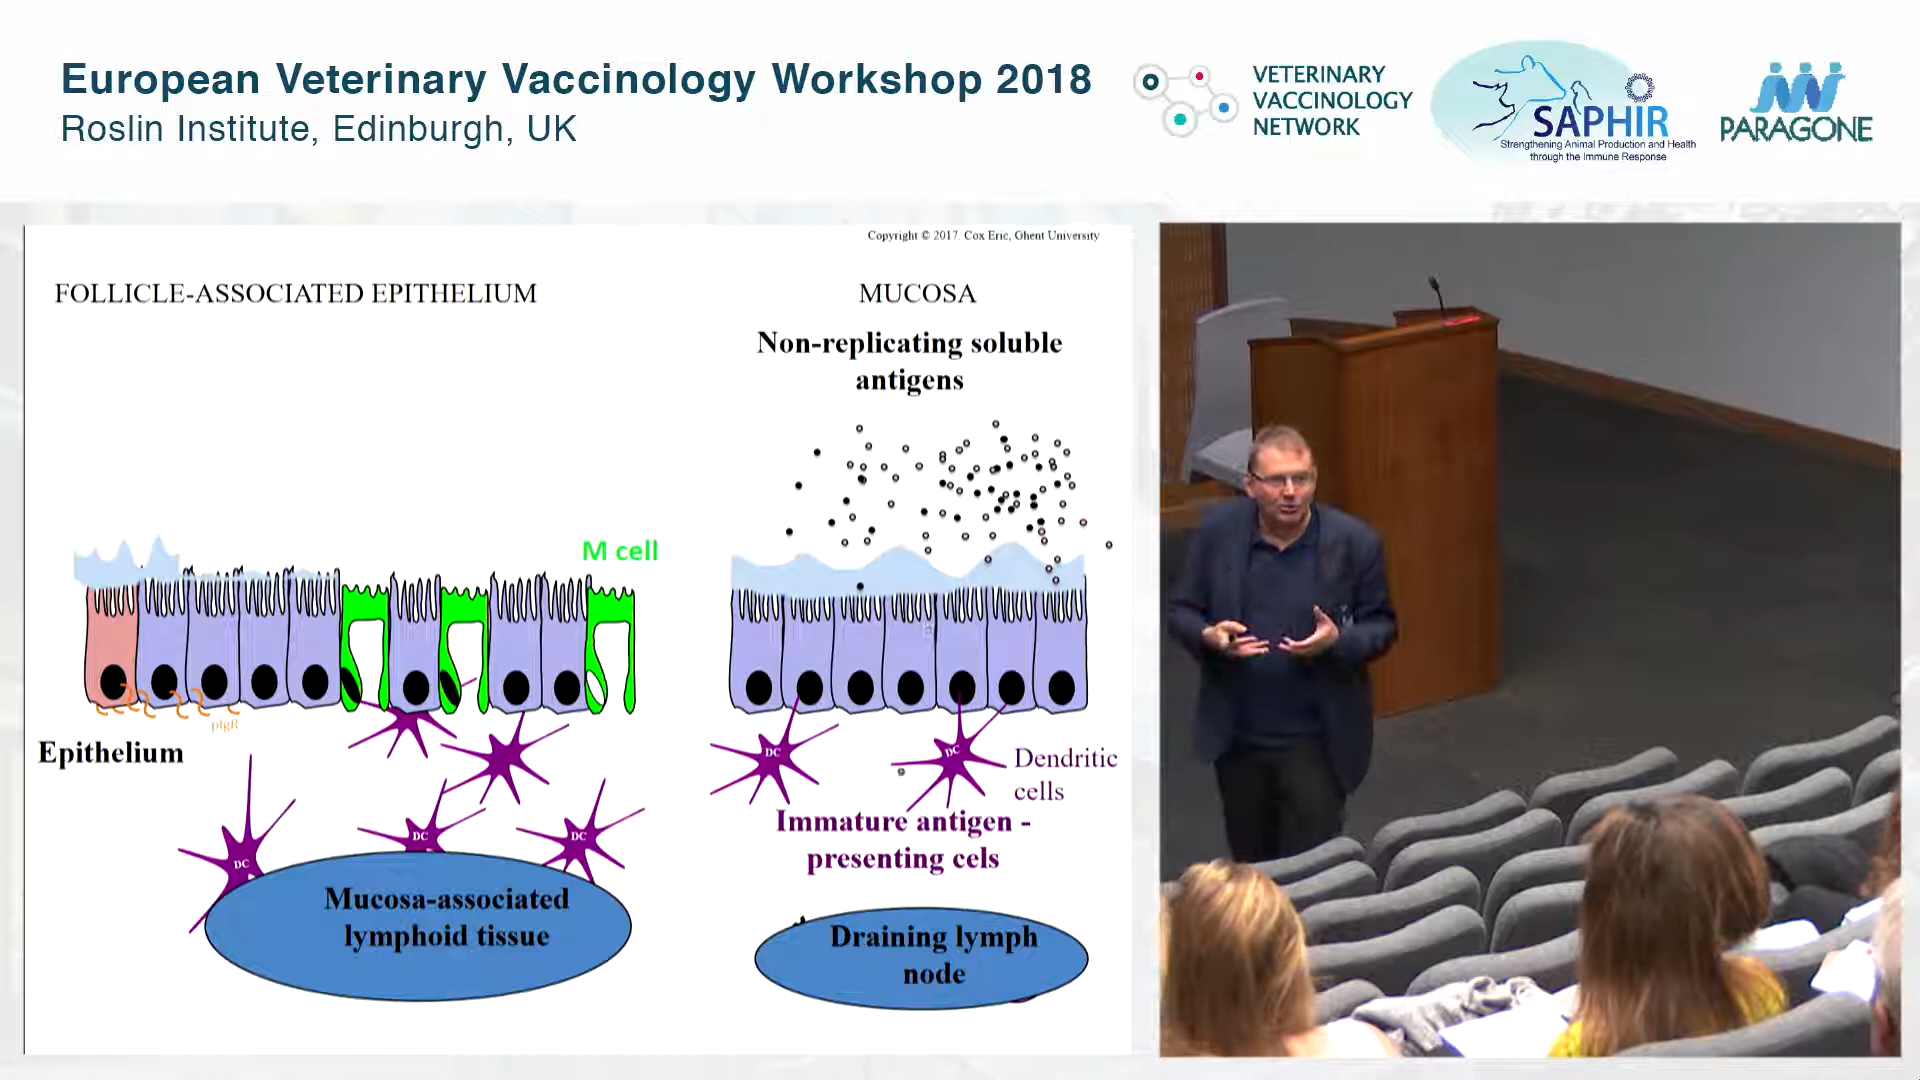 European Veterinary Vaccinology Workshop 2018
Roslin Institute, Edinburgh, UK
VETERINARY
VACCINOLOGY
NETWORK
SAPHIR
Strengthening Animal Production and Health
through the Immune Response
PARAGONE
Copyright © 2017. Cox Eric, Ghent University
FOLLICLE-ASSOCIATED EPITHELIUM
MUCOSA
Non-replicating soluble
antigens
M cell
pIgR
Epithelium
DC
DC
Dendritic
cells
DC
DC
DC
Immature antigen -
presenting cels
Mucosa-associated
lymphoid tissue
Draining lymph
node